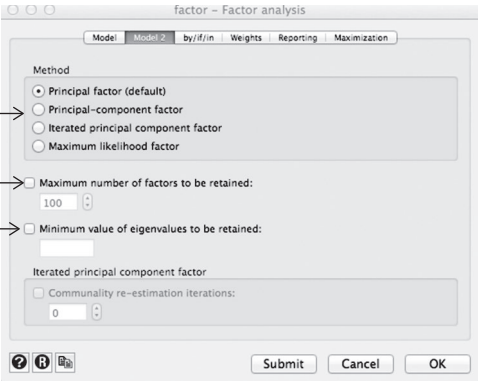 factor – Factor analysis
Model Model 2 by/if/in Weights Reporting Maximization
Method
Principal factor (default)
Principal-component factor
Iterated principal component factor
Maximum likelihood factor
Maximum number of factors to be retained:
100
Minimum value of eigenvalues to be retained:
Iterated principal component factor
Communality re-estimation iterations:
0
? R Submit Cancel OK